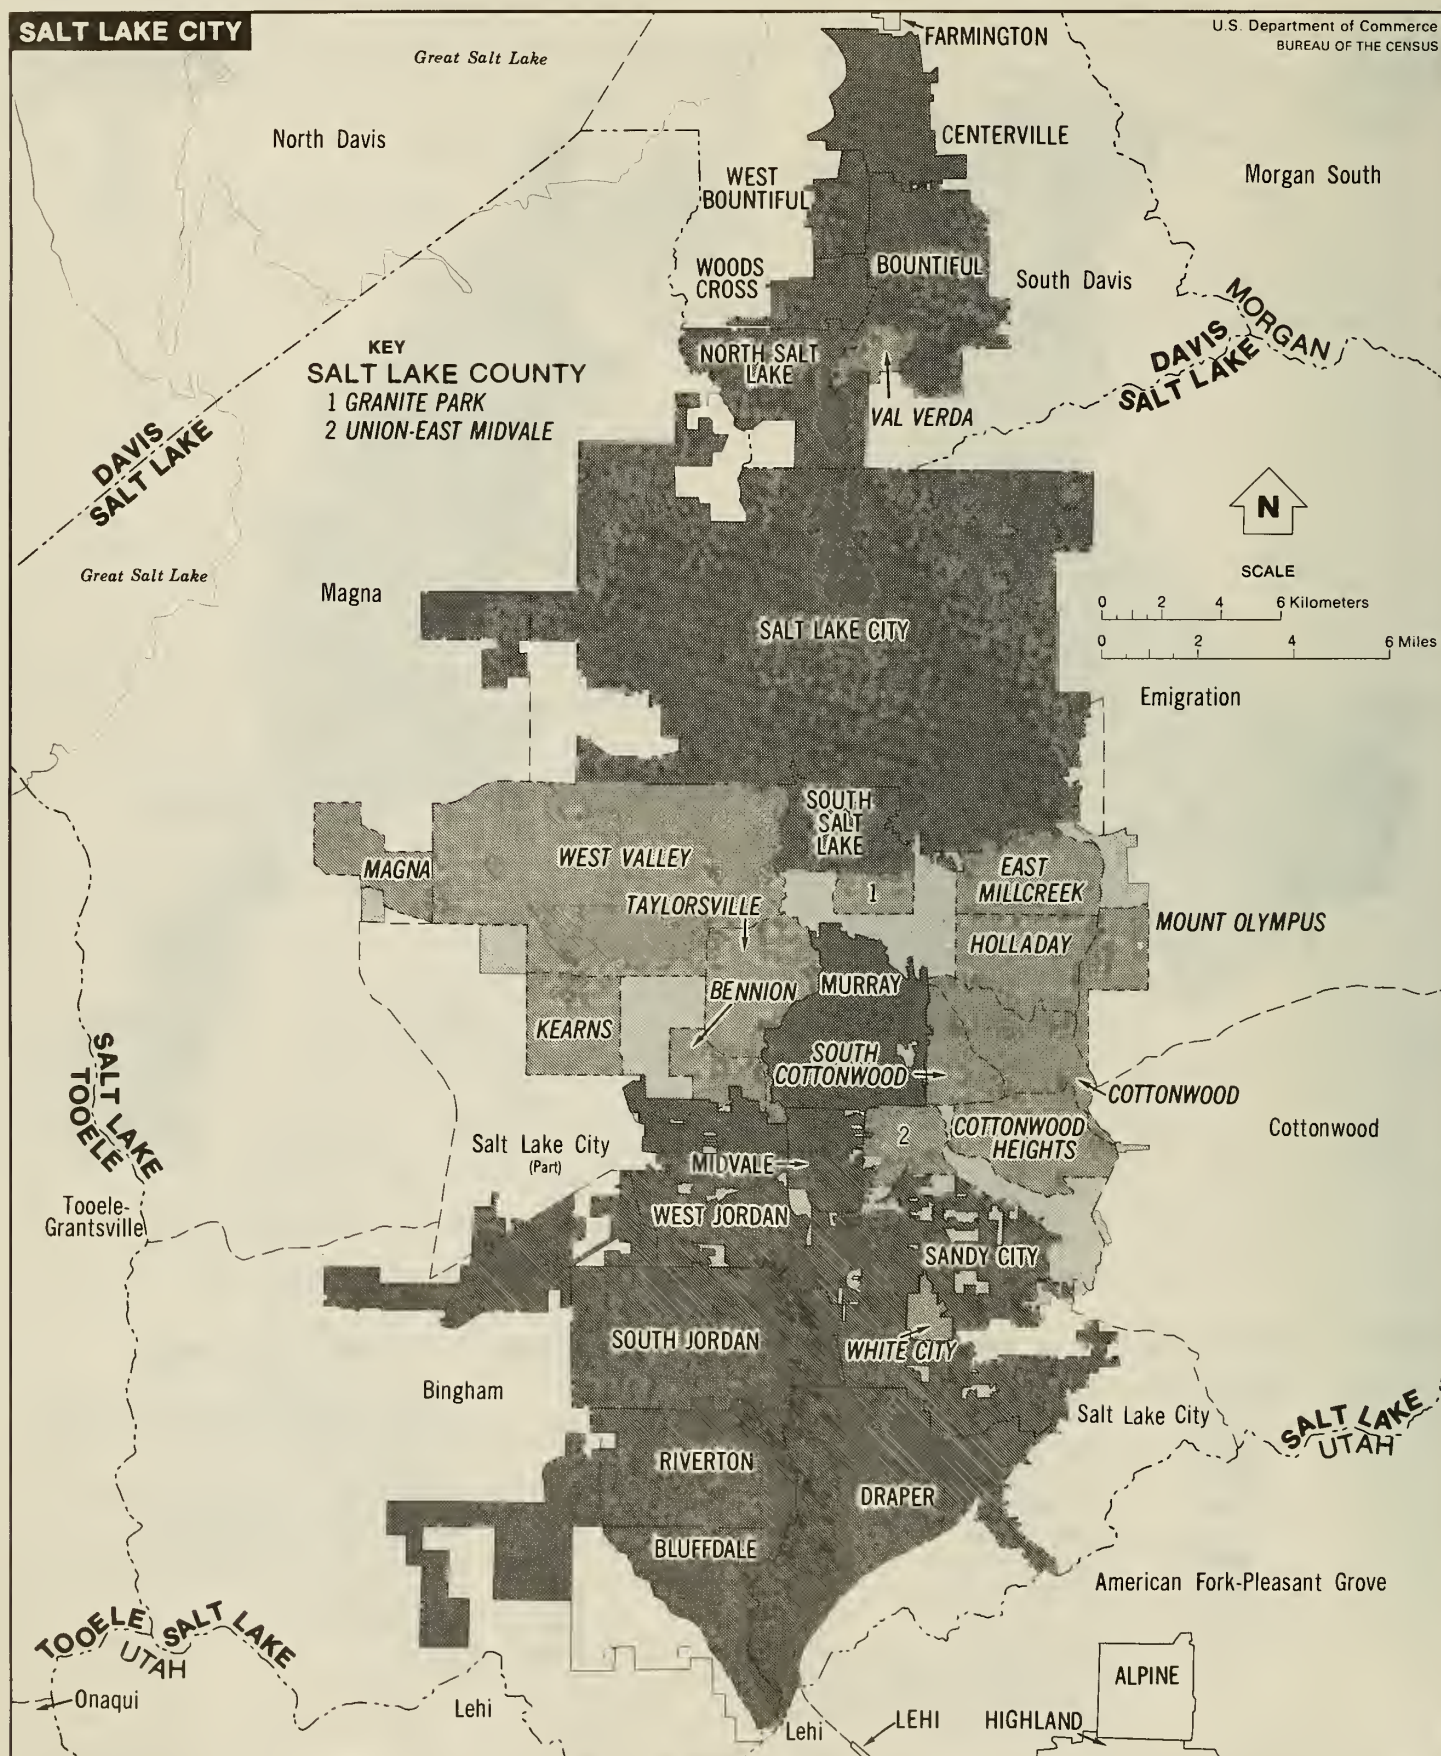 SALT LAKE CITY
U.S. Department of Commerce
BUREAU OF THE CENSUS
FARMINGTON
Great Salt Lake
North Davis
CENTERVILLE
Morgan South
WEST
BOUNTIFUL
WOODS
CROSS
BOUNTIFUL
South Davis
MORGAN
DAVIS
SALT LAKE
KEY
SALT LAKE COUNTY
1 GRANITE PARK
2 UNION-EAST MIDVALE
NORTH SALT
LAKE
VAL VERDA
DAVIS
SALT LAKE
N
Great Salt Lake
Magna
SCALE
0 2 4 6 Kilometers
0 2 4 6 Miles
SALT LAKE CITY
Emigration
SOUTH
SALT
LAKE
MAGNA
WEST VALLEY
EAST
MILLCREEK
1
TAYLORSVILLE
MOUNT OLYMPUS
HOLLADAY
MURRAY
BENNION
KEARNS
SOUTH
COTTONWOOD
COTTONWOOD
SALT LAKE
TOOELE
Salt Lake City
(Part)
2
COTTONWOOD
HEIGHTS
Cottonwood
MIDVALE
Tooele-
Grantsville
WEST JORDAN
SANDY CITY
SOUTH JORDAN
WHITE CITY
Bingham
Salt Lake City
SALT LAKE
UTAH
RIVERTON
DRAPER
BLUFFDALE
American Fork-Pleasant Grove
TOOELE
SALT LAKE
UTAH
Onaqui
Lehi
Lehi
LEHI
HIGHLAND
ALPINE